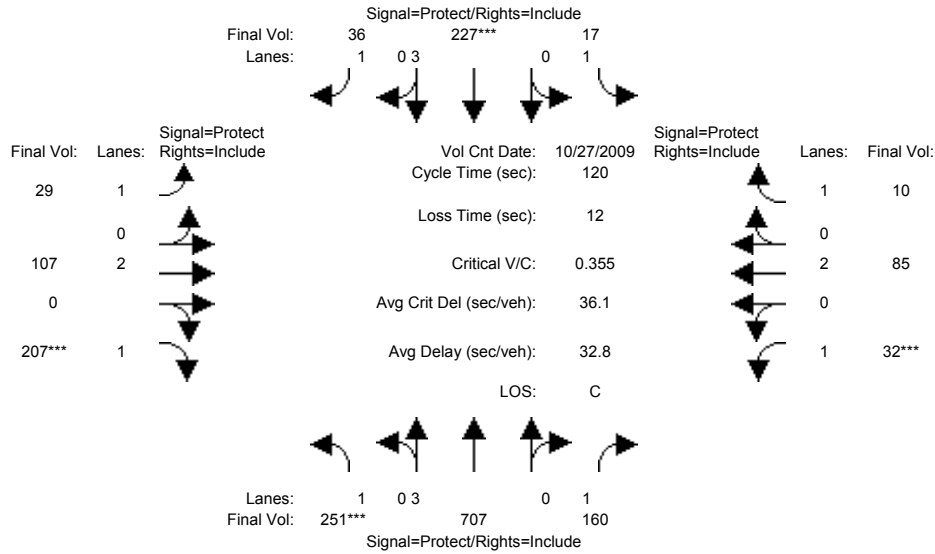 Signal=Protect/Rights=Include
Final Vol: 36 227*** 17
Lanes: 1 0 3 0 1
Signal=Protect Signal=Protect
Final Vol: Lanes: Rights=Include Vol Cnt Date: 10/27/2009 Rights=Include Lanes: Final Vol:
Cycle Time (sec): 120
29 1 1 10
Loss Time (sec): 12
0 0
107 2 Critical V/C: 0.355 2 85
0 0 Avg Crit Del (sec/veh): 36.1 0
207*** 1 Avg Delay (sec/veh): 32.8 1 32***
LOS: C
Lanes: 1 0 3 0 1
Final Vol: 251*** 707 160
Signal=Protect/Rights=Include